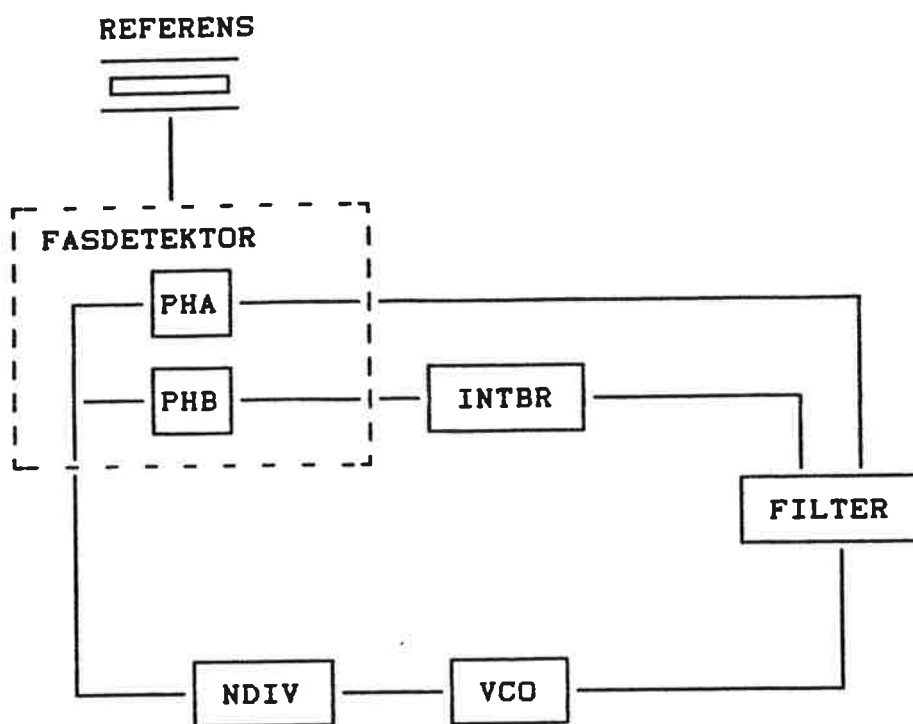 REFERENS
FASDETEKTOR
PHA
PHB
INTBR
FILTER
NDIV
VCO